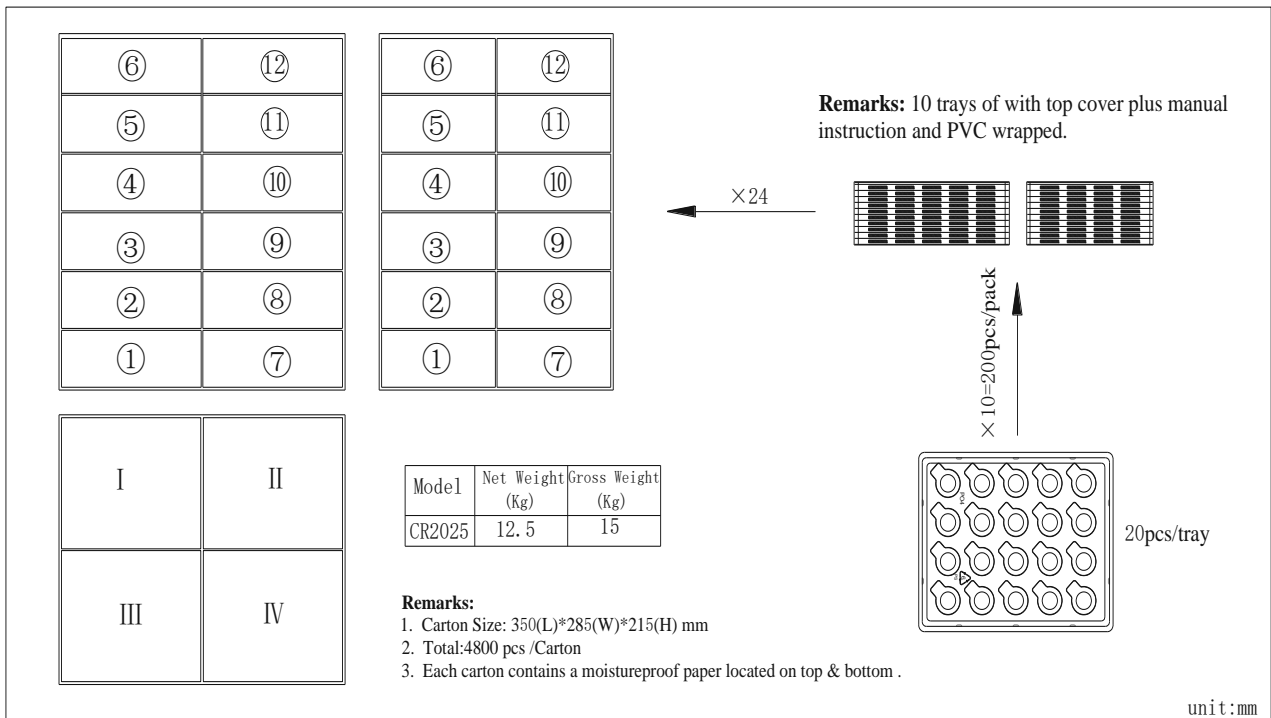 ⑥ ⑫ ⑥ ⑫
⑤ ⑪ ⑤ ⑪
④ ⑩ ④ ⑩
③ ⑨ ③ ⑨
② ⑧ ② ⑧
① ⑦ ① ⑦
Remarks: 10 trays of with top cover plus manual
instruction and PVC wrapped.
×24
×10=200pcs/pack
20pcs/tray
Ⅰ Ⅱ
Ⅲ Ⅳ
Model Net Weight (Kg) Gross Weight (Kg)
CR2025 12.5 15
Remarks:
1. Carton Size: 350(L)*285(W)*215(H) mm
2. Total:4800 pcs /Carton
3. Each carton contains a moistureproof paper located on top & bottom .
unit:mm